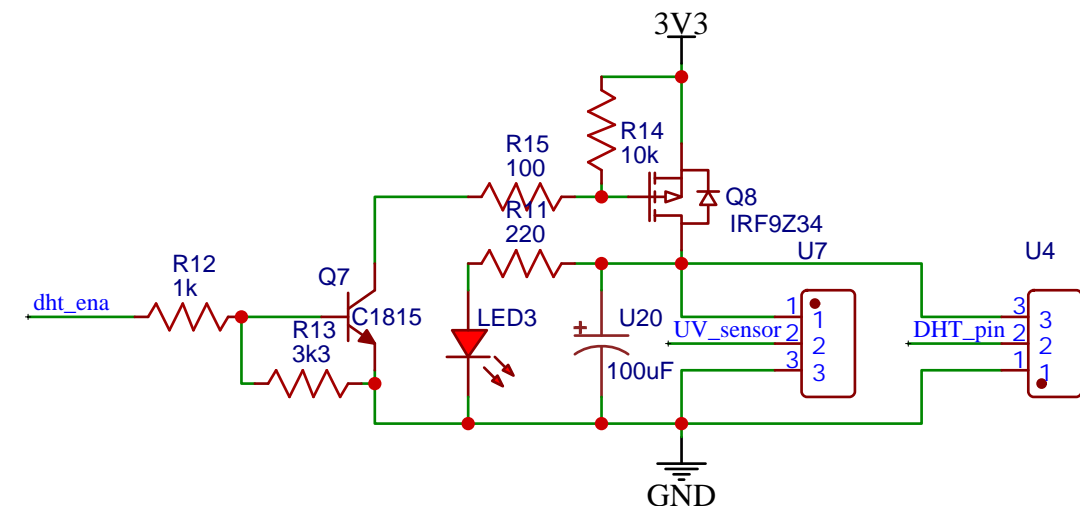 3V3
R14
10k
R15
100
Q8
IRF9Z34
R11
220
U7
U4
R12
1k
Q7
C1815
dht_ena
R13
3k3
LED3
U20
100uF
UV_sensor
1
2
3
1
2
3
DHT_pin
3
2
1
3
2
1
GND